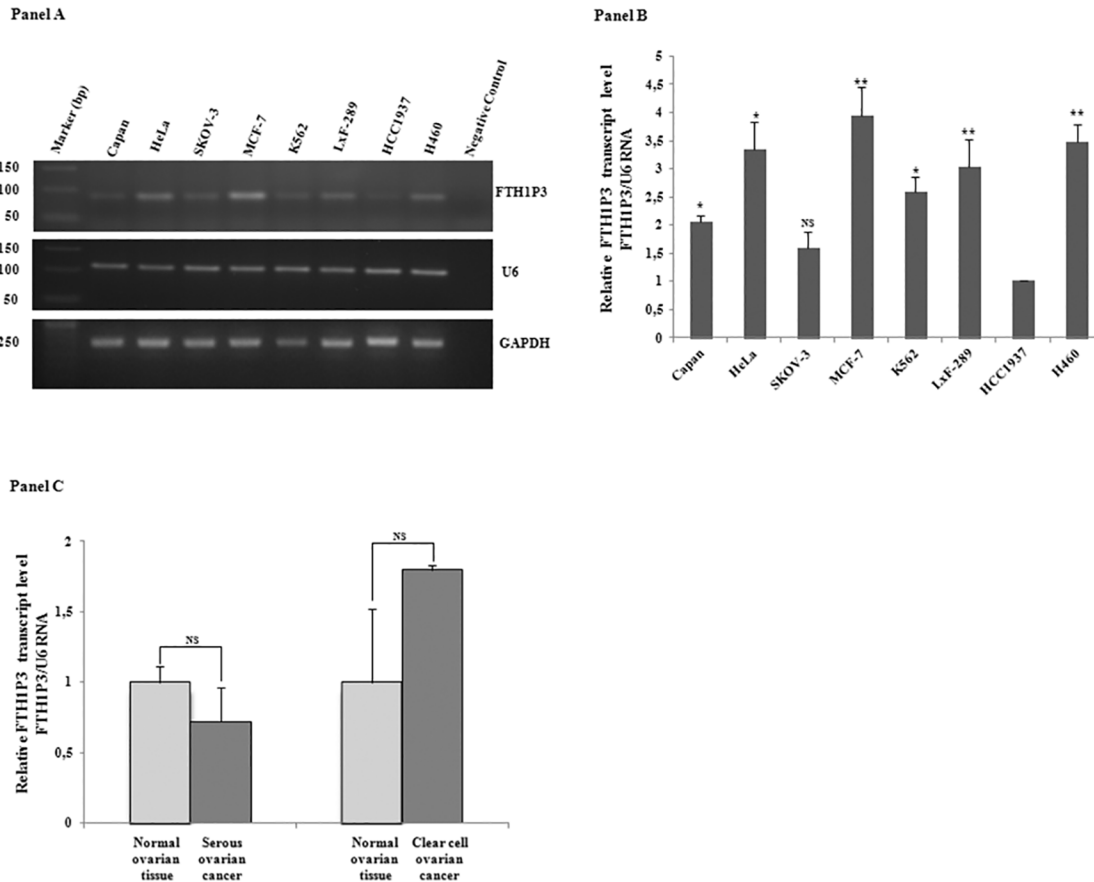 Panel A
Marker (bp)
Capan
HeLa
SKOV-3
MCF-7
K562
LxF-289
HCC1937
H460
Negative Control
150
100
50
FTH1P3
150
100
50
U6
250
GAPDH
Panel B
Relative FTH1P3 transcript level
FTH1P3/U6 RNA
5
4,5
4
3,5
3
2,5
2
1,5
1
0,5
0
*
*
NS
**
*
**
**
Capan
HeLa
SKOV-3
MCF-7
K562
LxF-289
HCC1937
H460
Panel C
Relative FTH1P3 transcript level
FTH1P3/U6 RNA
2
1,5
1
0,5
0
NS
NS
Normal
ovarian
tissue
Serous
ovarian
cancer
Normal
ovarian
tissue
Clear cell
ovarian
cancer